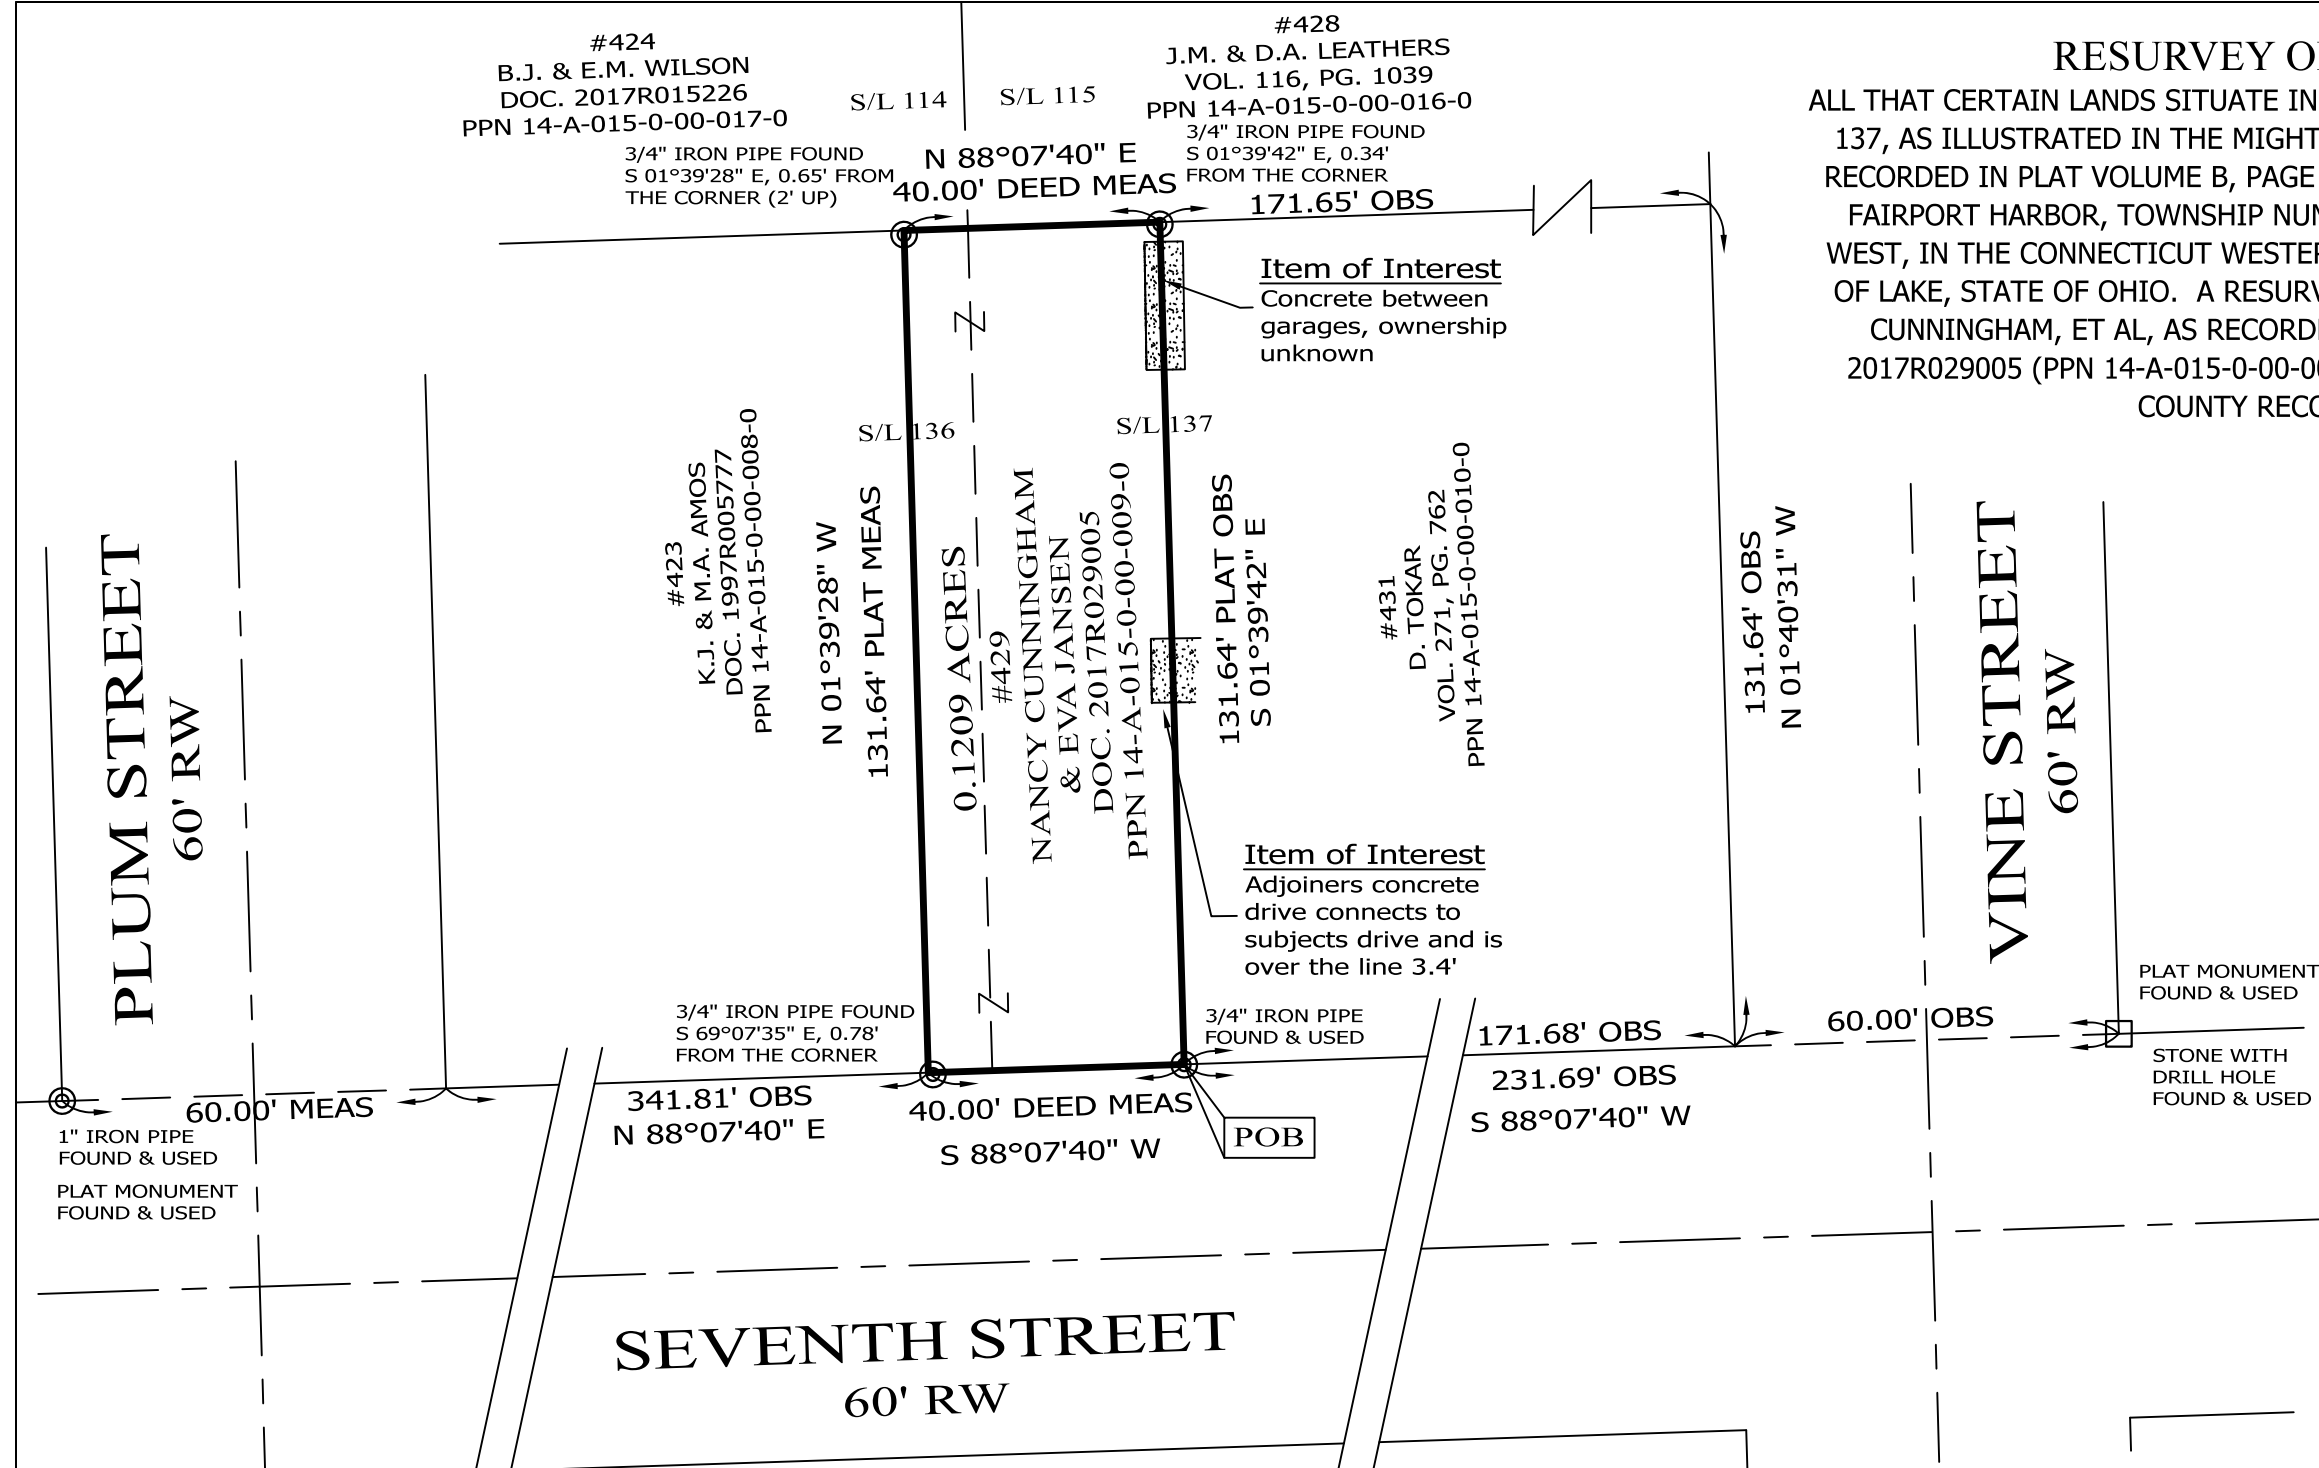 #424
B.J. & E.M. WILSON
DOC. 2017R015226
PPN 14-A-015-0-00-017-0
S/L 114
S/L 115
#428
J.M. & D.A. LEATHERS
VOL. 116, PG. 1039
PPN 14-A-015-0-00-016-0
3/4" IRON PIPE FOUND
S 01°39'28" E, 0.65' FROM
THE CORNER (2' UP)
N 88°07'40" E
40.00' DEED MEAS
3/4" IRON PIPE FOUND
S 01°39'42" E, 0.34'
FROM THE CORNER
171.65' OBS
RESURVEY O
ALL THAT CERTAIN LANDS SITUATE IN
137, AS ILLUSTRATED IN THE MIGHT
RECORDED IN PLAT VOLUME B, PAGE
FAIRPORT HARBOR, TOWNSHIP NUM
WEST, IN THE CONNECTICUT WESTER
OF LAKE, STATE OF OHIO. A RESURV
CUNNINGHAM, ET AL, AS RECORD
2017R029005 (PPN 14-A-015-0-00-00
COUNTY RECO
Item of Interest
Concrete between
garages, ownership
unknown
S/L 136
S/L 137
PLUM STREET
60' RW
#423
K.J. & M.A. AMOS
DOC. 1997R005777
PPN 14-A-015-0-00-008-0
N 01°39'28" W
131.64' PLAT MEAS
0.1209 ACRES
#429
NANCY CUNNINGHAM
& EVA JANSEN
DOC. 2017R029005
PPN 14-A-015-0-00-009-0
131.64' PLAT OBS
S 01°39'42" E
#431
D. TOKAR
VOL. 271, PG. 762
PPN 14-A-015-0-00-010-0
131.64' OBS
N 01°40'31" W
VINE STREET
60' RW
Item of Interest
Adjoiners concrete
drive connects to
subjects drive and is
over the line 3.4'
3/4" IRON PIPE FOUND
S 69°07'35" E, 0.78'
FROM THE CORNER
3/4" IRON PIPE
FOUND & USED
171.68' OBS
60.00' OBS
PLAT MONUMENT
FOUND & USED
STONE WITH
DRILL HOLE
FOUND & USED
60.00' MEAS
1" IRON PIPE
FOUND & USED
PLAT MONUMENT
FOUND & USED
341.81' OBS
N 88°07'40" E
40.00' DEED MEAS
S 88°07'40" W
POB
231.69' OBS
S 88°07'40" W
SEVENTH STREET
60' RW